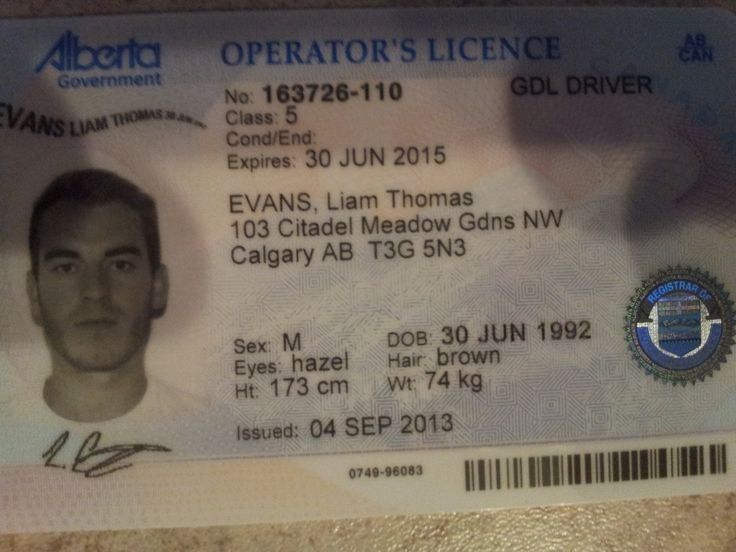 Alberta
Government
OPERATOR'S LICENCE
AB
CAN
No: 163726-110
GDL DRIVER
Class: 5
Cond/End:
Expires: 30 JUN 2015
EVANS, Liam Thomas
103 Citadel Meadow Gdns NW
Calgary AB T3G 5N3
Sex: M
DOB: 30 JUN 1992
Eyes: hazel
Hair: brown
Ht: 173 cm
Wt: 74 kg
Issued: 04 SEP 2013
0749-96083
EVANS LIAM THOMAS
REGISTRAR OF